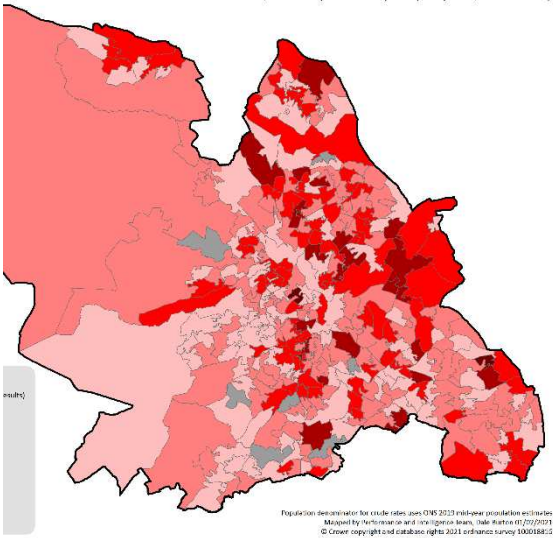 esults)
Population denominator for crude rates uses ONS 2019 mid-year population estimates
Mapped by Performance and Intelligence Team, Dale Burton 01/07/2021
© Crown copyright and database rights 2021 ordnance survey 100018816